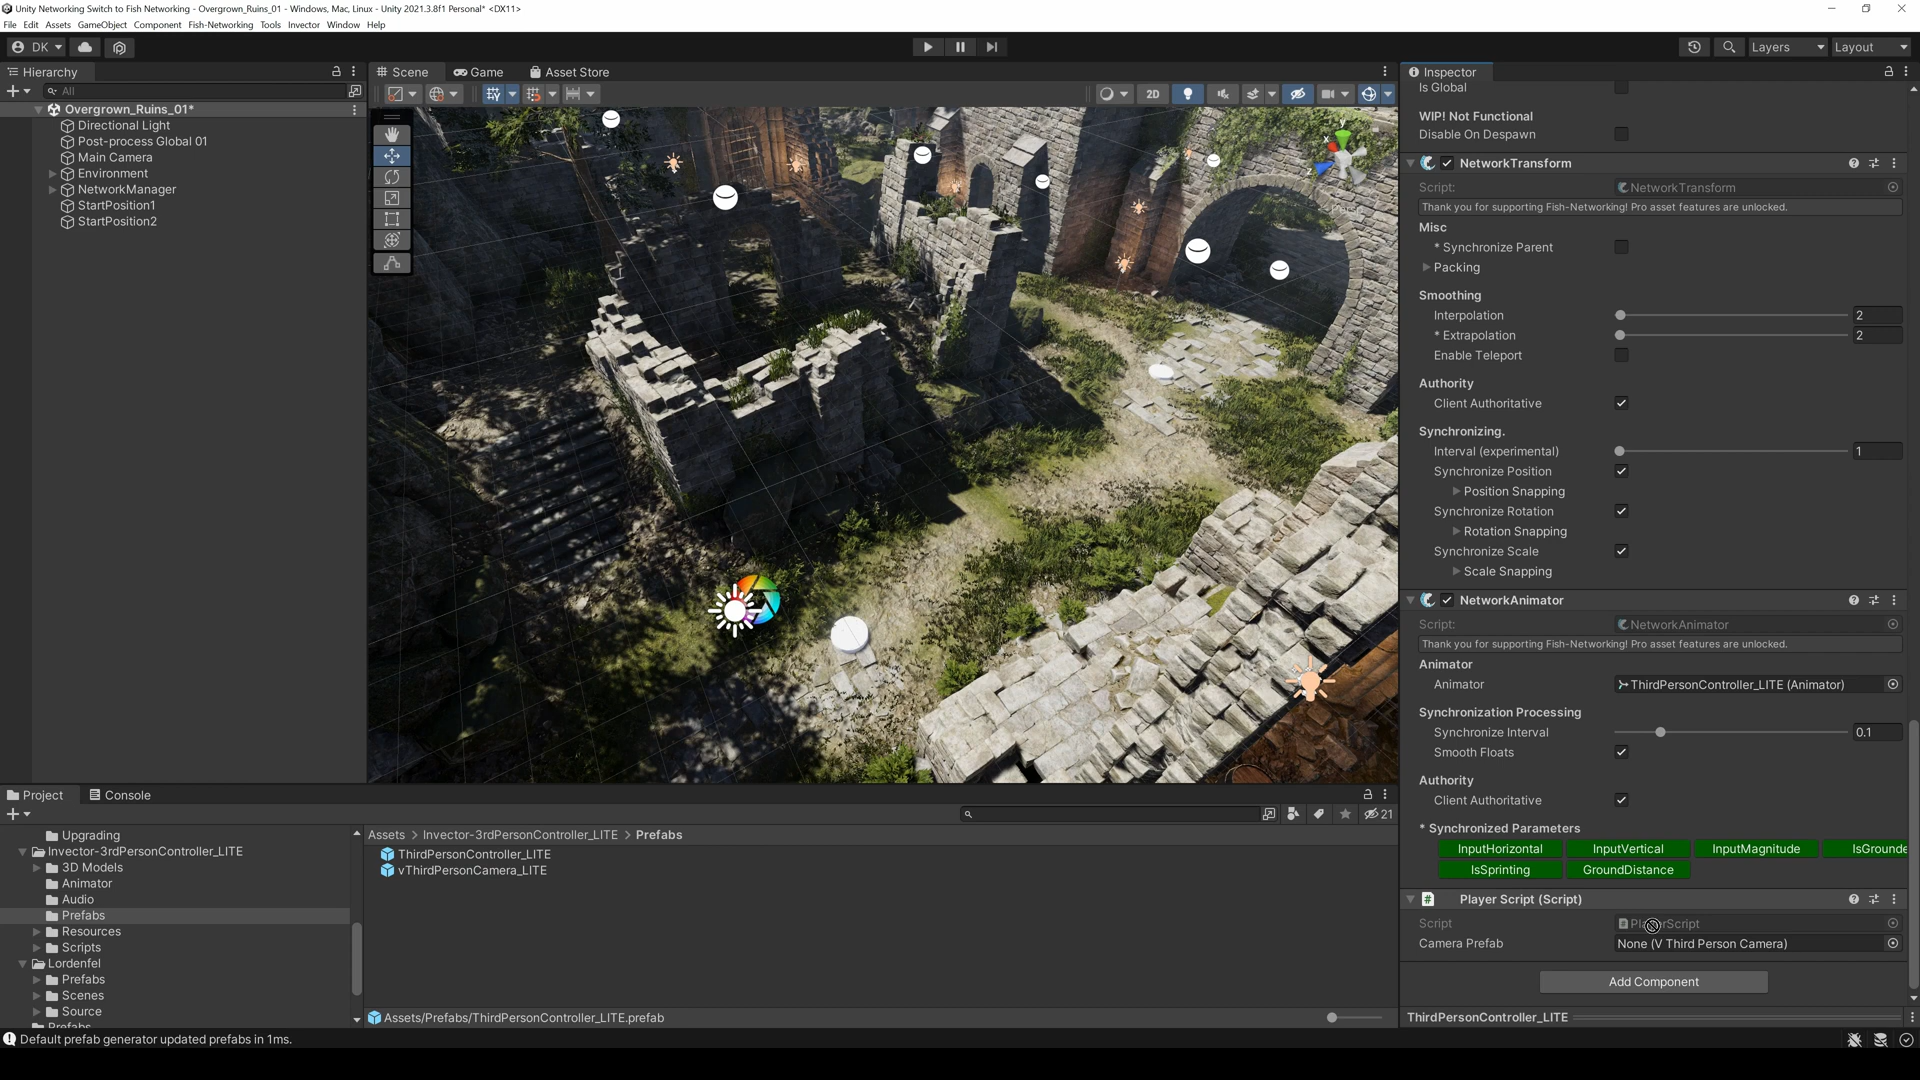 Unity Networking Switch to Fish Networking - Overgrown_Ruins_01 - Windows, Mac, Linux - Unity 2021.3.8f1 Personal* <DX11>
File Edit Assets GameObject Component Fish-Networking Tools Invector Window Help
DK
Layers Layout
Hierarchy
All
Overgrown_Ruins_01*
Directional Light
Post-process Global 01
Main Camera
Environment
NetworkManager
StartPosition1
StartPosition2
Scene Game Asset Store
2D
y
x
z
Inspector
Is Global
WIP! Not Functional
Disable On Despawn
NetworkTransform
Script: NetworkTransform
Thank you for supporting Fish-Networking! Pro asset features are unlocked.
Misc
* Synchronize Parent
Packing
Smoothing
Interpolation 2
* Extrapolation 2
Enable Teleport
Authority
Client Authoritative
Synchronizing.
Interval (experimental) 1
Synchronize Position
Position Snapping
Synchronize Rotation
Rotation Snapping
Synchronize Scale
Scale Snapping
NetworkAnimator
Script: NetworkAnimator
Thank you for supporting Fish-Networking! Pro asset features are unlocked.
Animator
Animator ThirdPersonController_LITE (Animator)
Synchronization Processing
Synchronize Interval 0.1
Smooth Floats
Authority
Client Authoritative
* Synchronized Parameters
InputHorizontal InputVertical InputMagnitude IsGrounde
IsSprinting GroundDistance
Player Script (Script)
Script PlayerScript
Camera Prefab None (V Third Person Camera)
Add Component
ThirdPersonController_LITE
Project Console
21
Upgrading
Invector-3rdPersonController_LITE
3D Models
Animator
Audio
Prefabs
Resources
Scripts
Lordenfel
Prefabs
Scenes
Source
Prefabs
Assets > Invector-3rdPersonController_LITE > Prefabs
ThirdPersonController_LITE
vThirdPersonCamera_LITE
Assets/Prefabs/ThirdPersonController_LITE.prefab
Default prefab generator updated prefabs in 1ms.